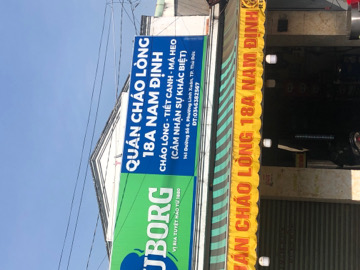 QUÁN CHÁO LÒNG
18A NAM ĐỊNH
CHÁO LÒNG - TIẾT CANH - MÁ HEO
(CẢM NHẬN SỰ KHÁC BIỆT)
UBORG
QUÁN CHÁO LÒNG 18A NAM ĐỊNH